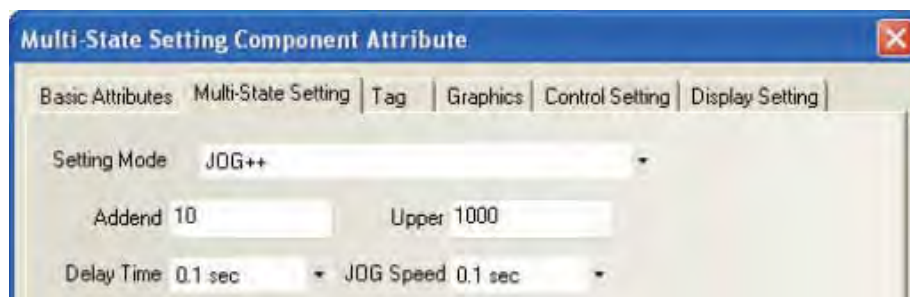 Multi-State Setting Component Attribute
Basic Attributes Multi-State Setting Tag Graphics Control Setting Display Setting
Setting Mode JOG++
Addend 10 Upper 1000
Delay Time 0.1 sec JOG Speed 0.1 sec